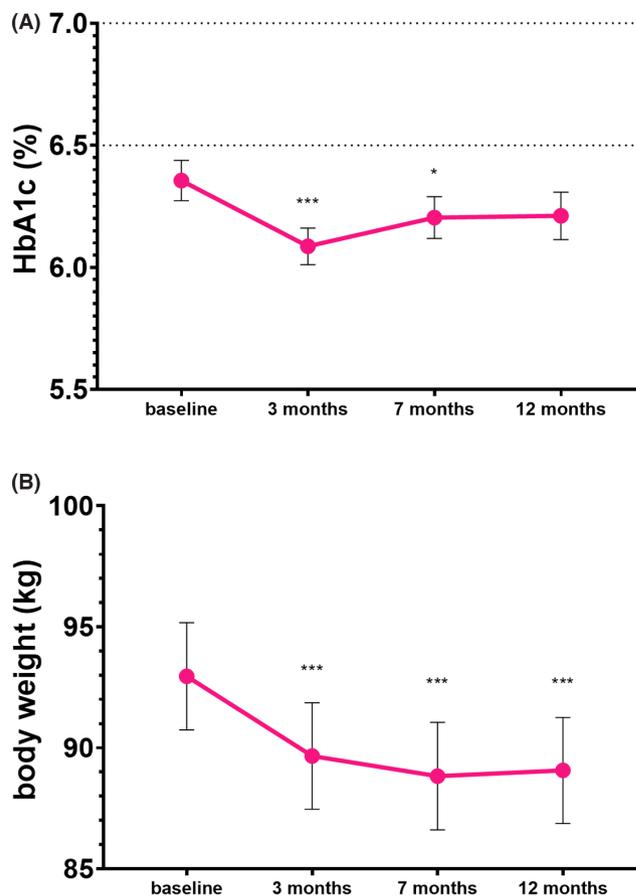 (A)
HbA1c (%)
7.0
6.5
6.0
5.5
***
*
baseline 3 months 7 months 12 months
(B)
body weight (kg)
100
95
90
85
*** *** ***
baseline 3 months 7 months 12 months